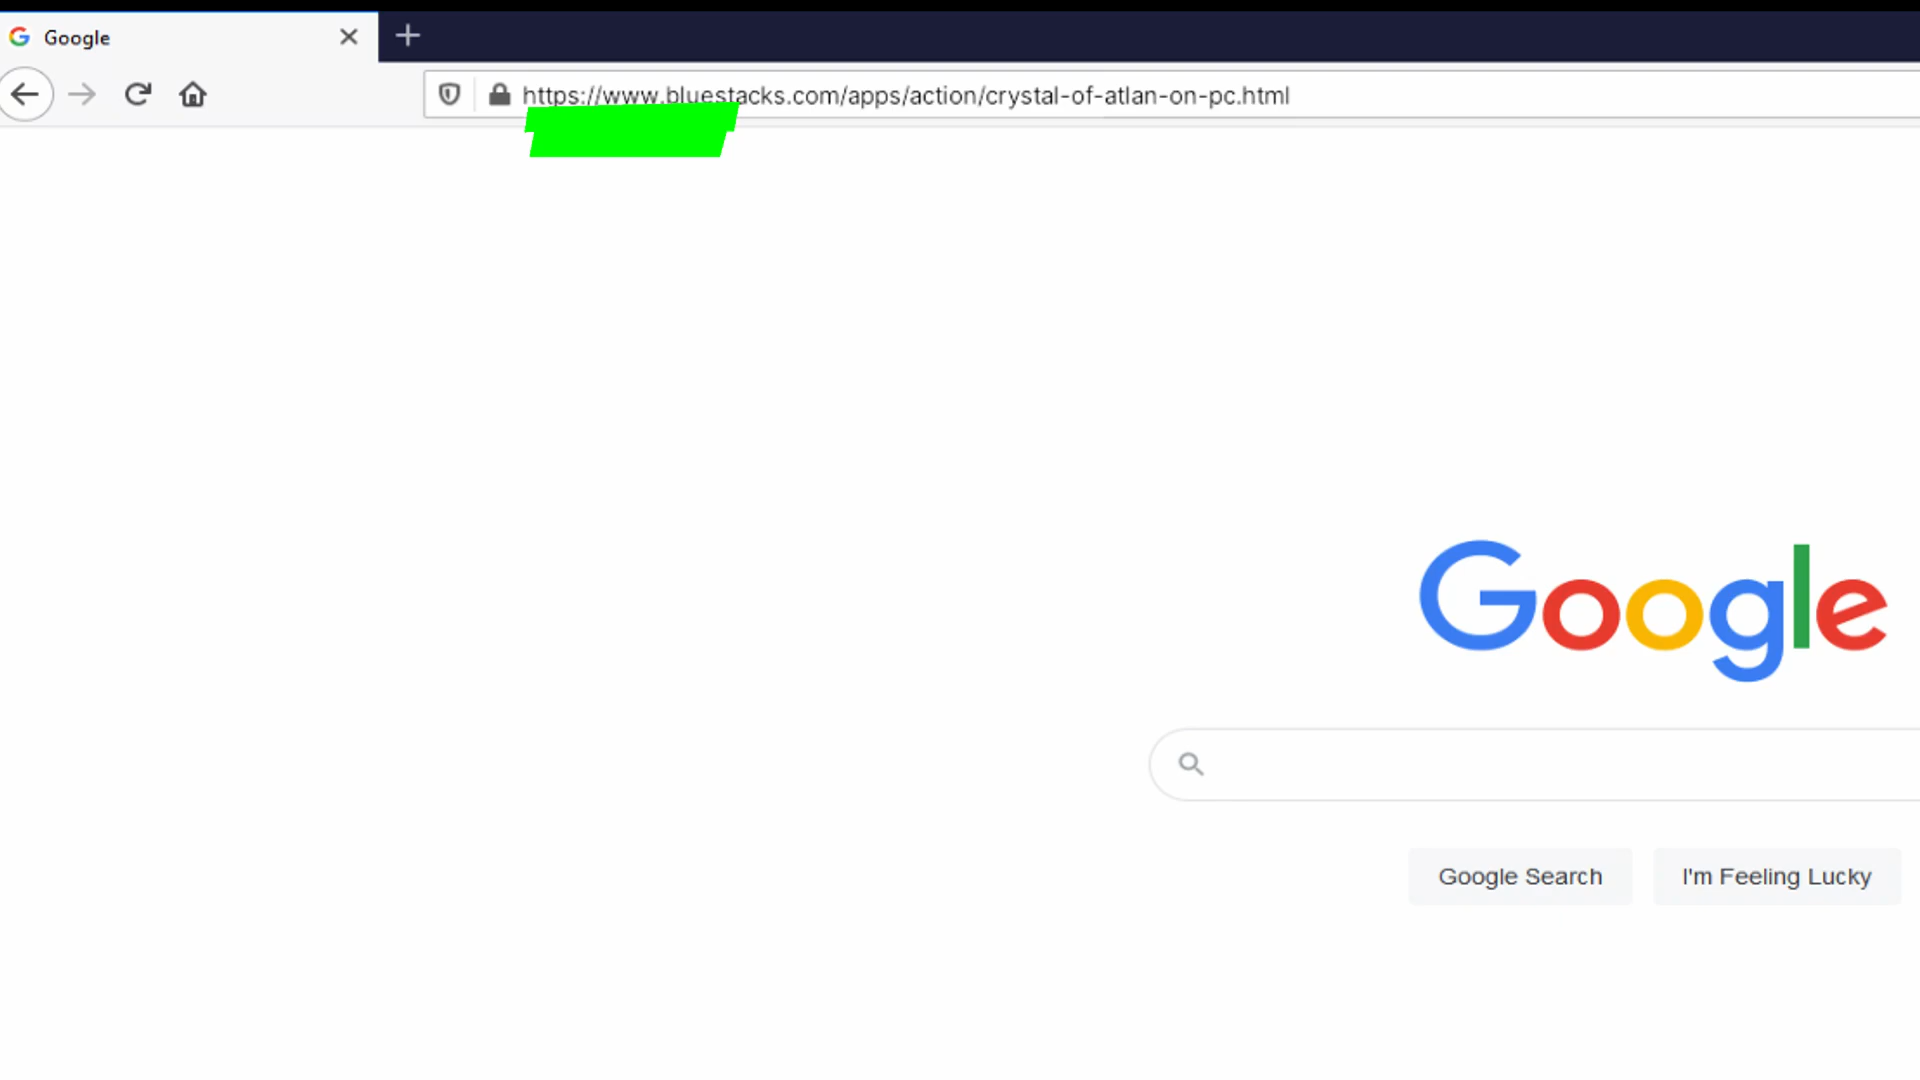 Google
https://www.bluestacks.com/apps/action/crystal-of-atlan-on-pc.html
Google
Google Search
I'm Feeling Lucky